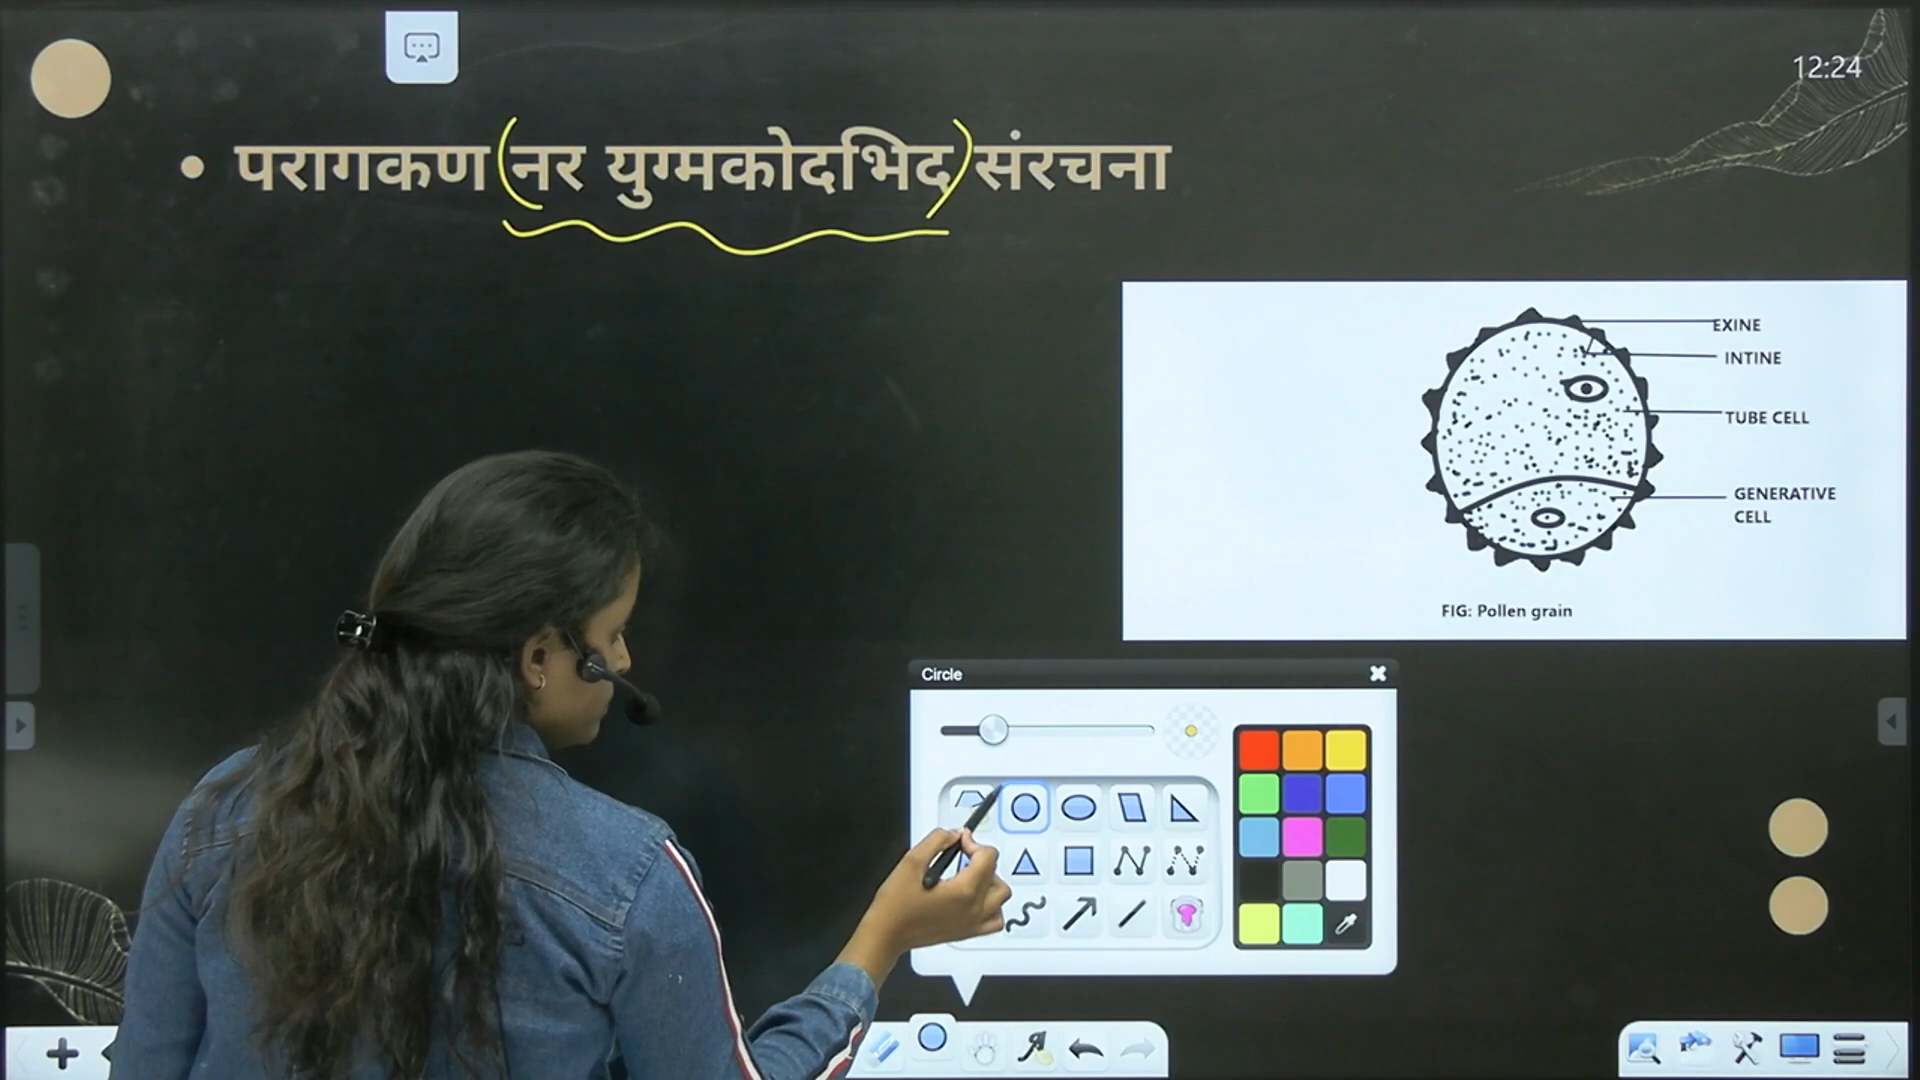 12:24
• परागकण (नर युग्मकोदभिद) संरचना
EXINE
INTINE
TUBE CELL
GENERATIVE
CELL
FIG: Pollen grain
Circle